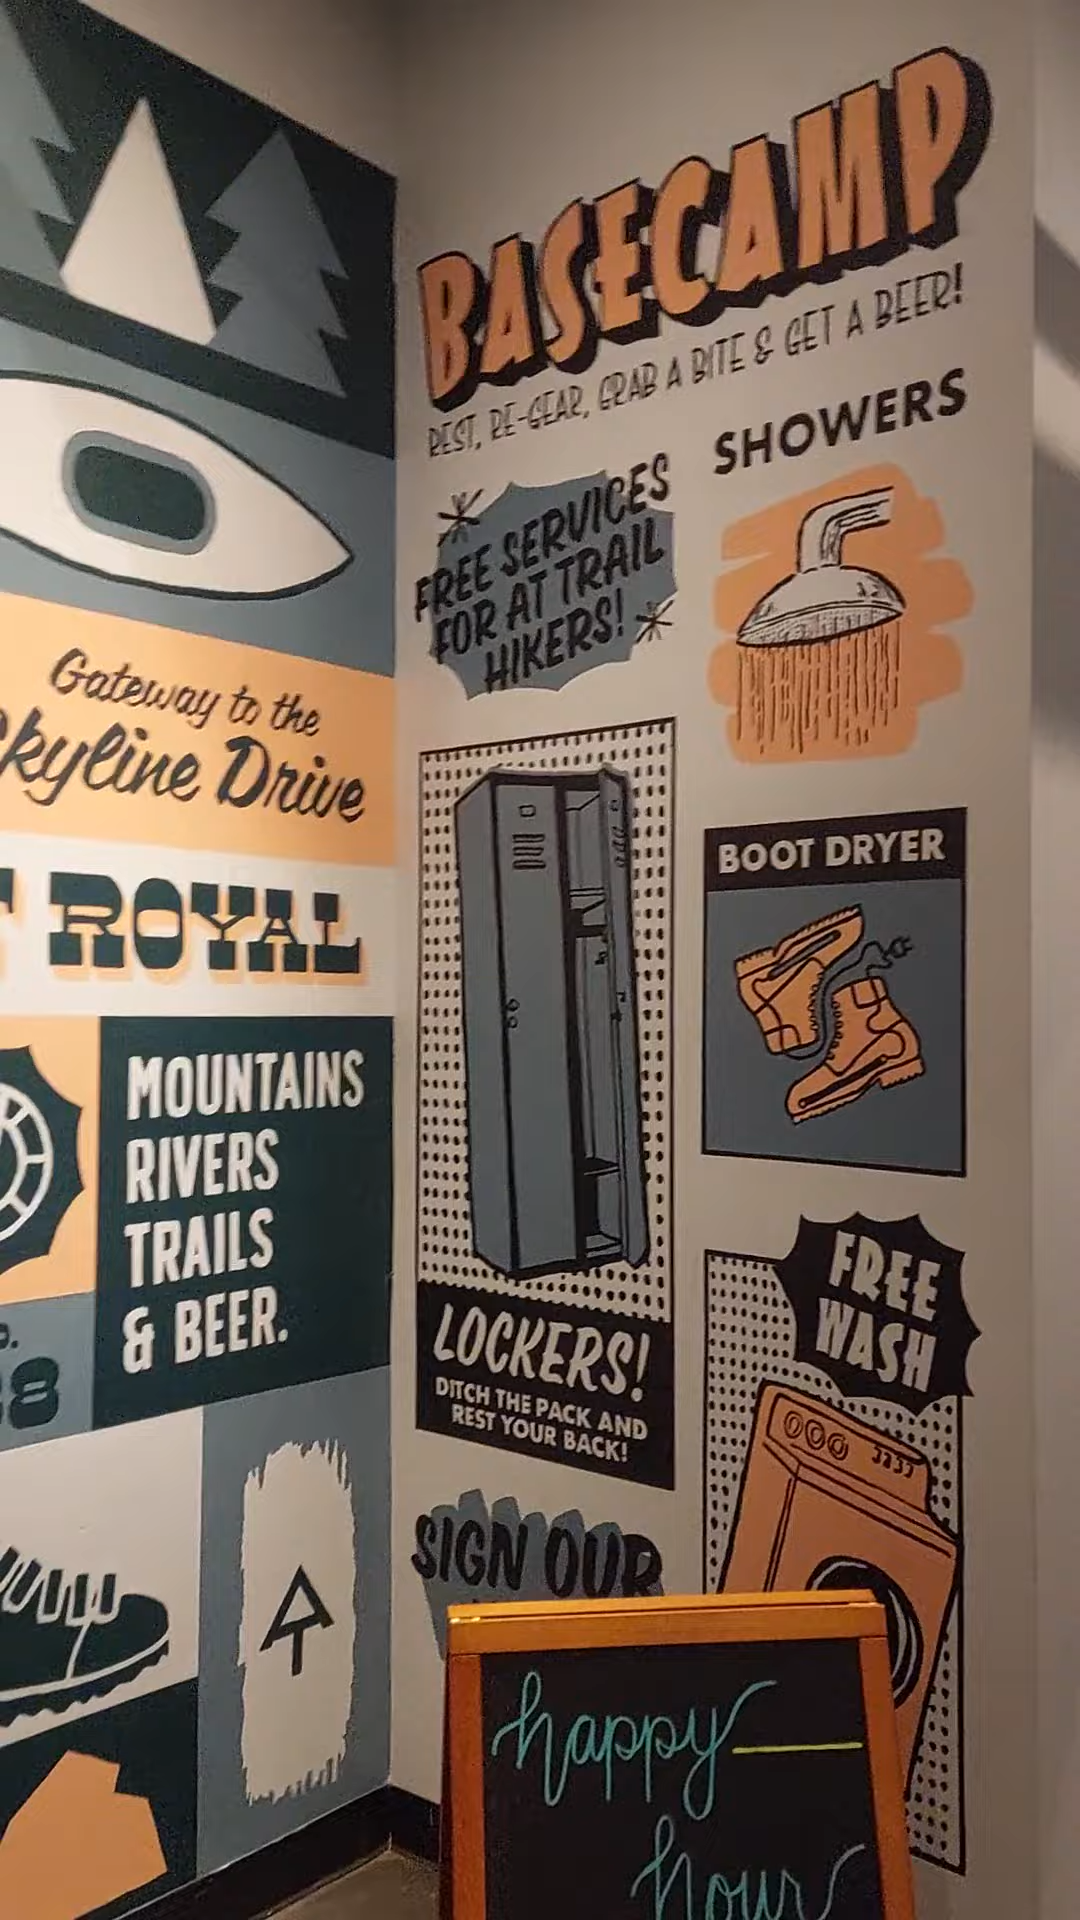 Gateway to the
Skyline Drive
ROYAL
MOUNTAINS
RIVERS
TRAILS
& BEER.
BASECAMP
REST, RE-GEAR, GRAB A BITE & GET A BEER!
FREE SERVICES
FOR AT TRAIL
HIKERS!
SHOWERS
BOOT DRYER
LOCKERS!
DITCH THE PACK AND
REST YOUR BACK!
FREE
WASH
SIGN OUR
happy
hour